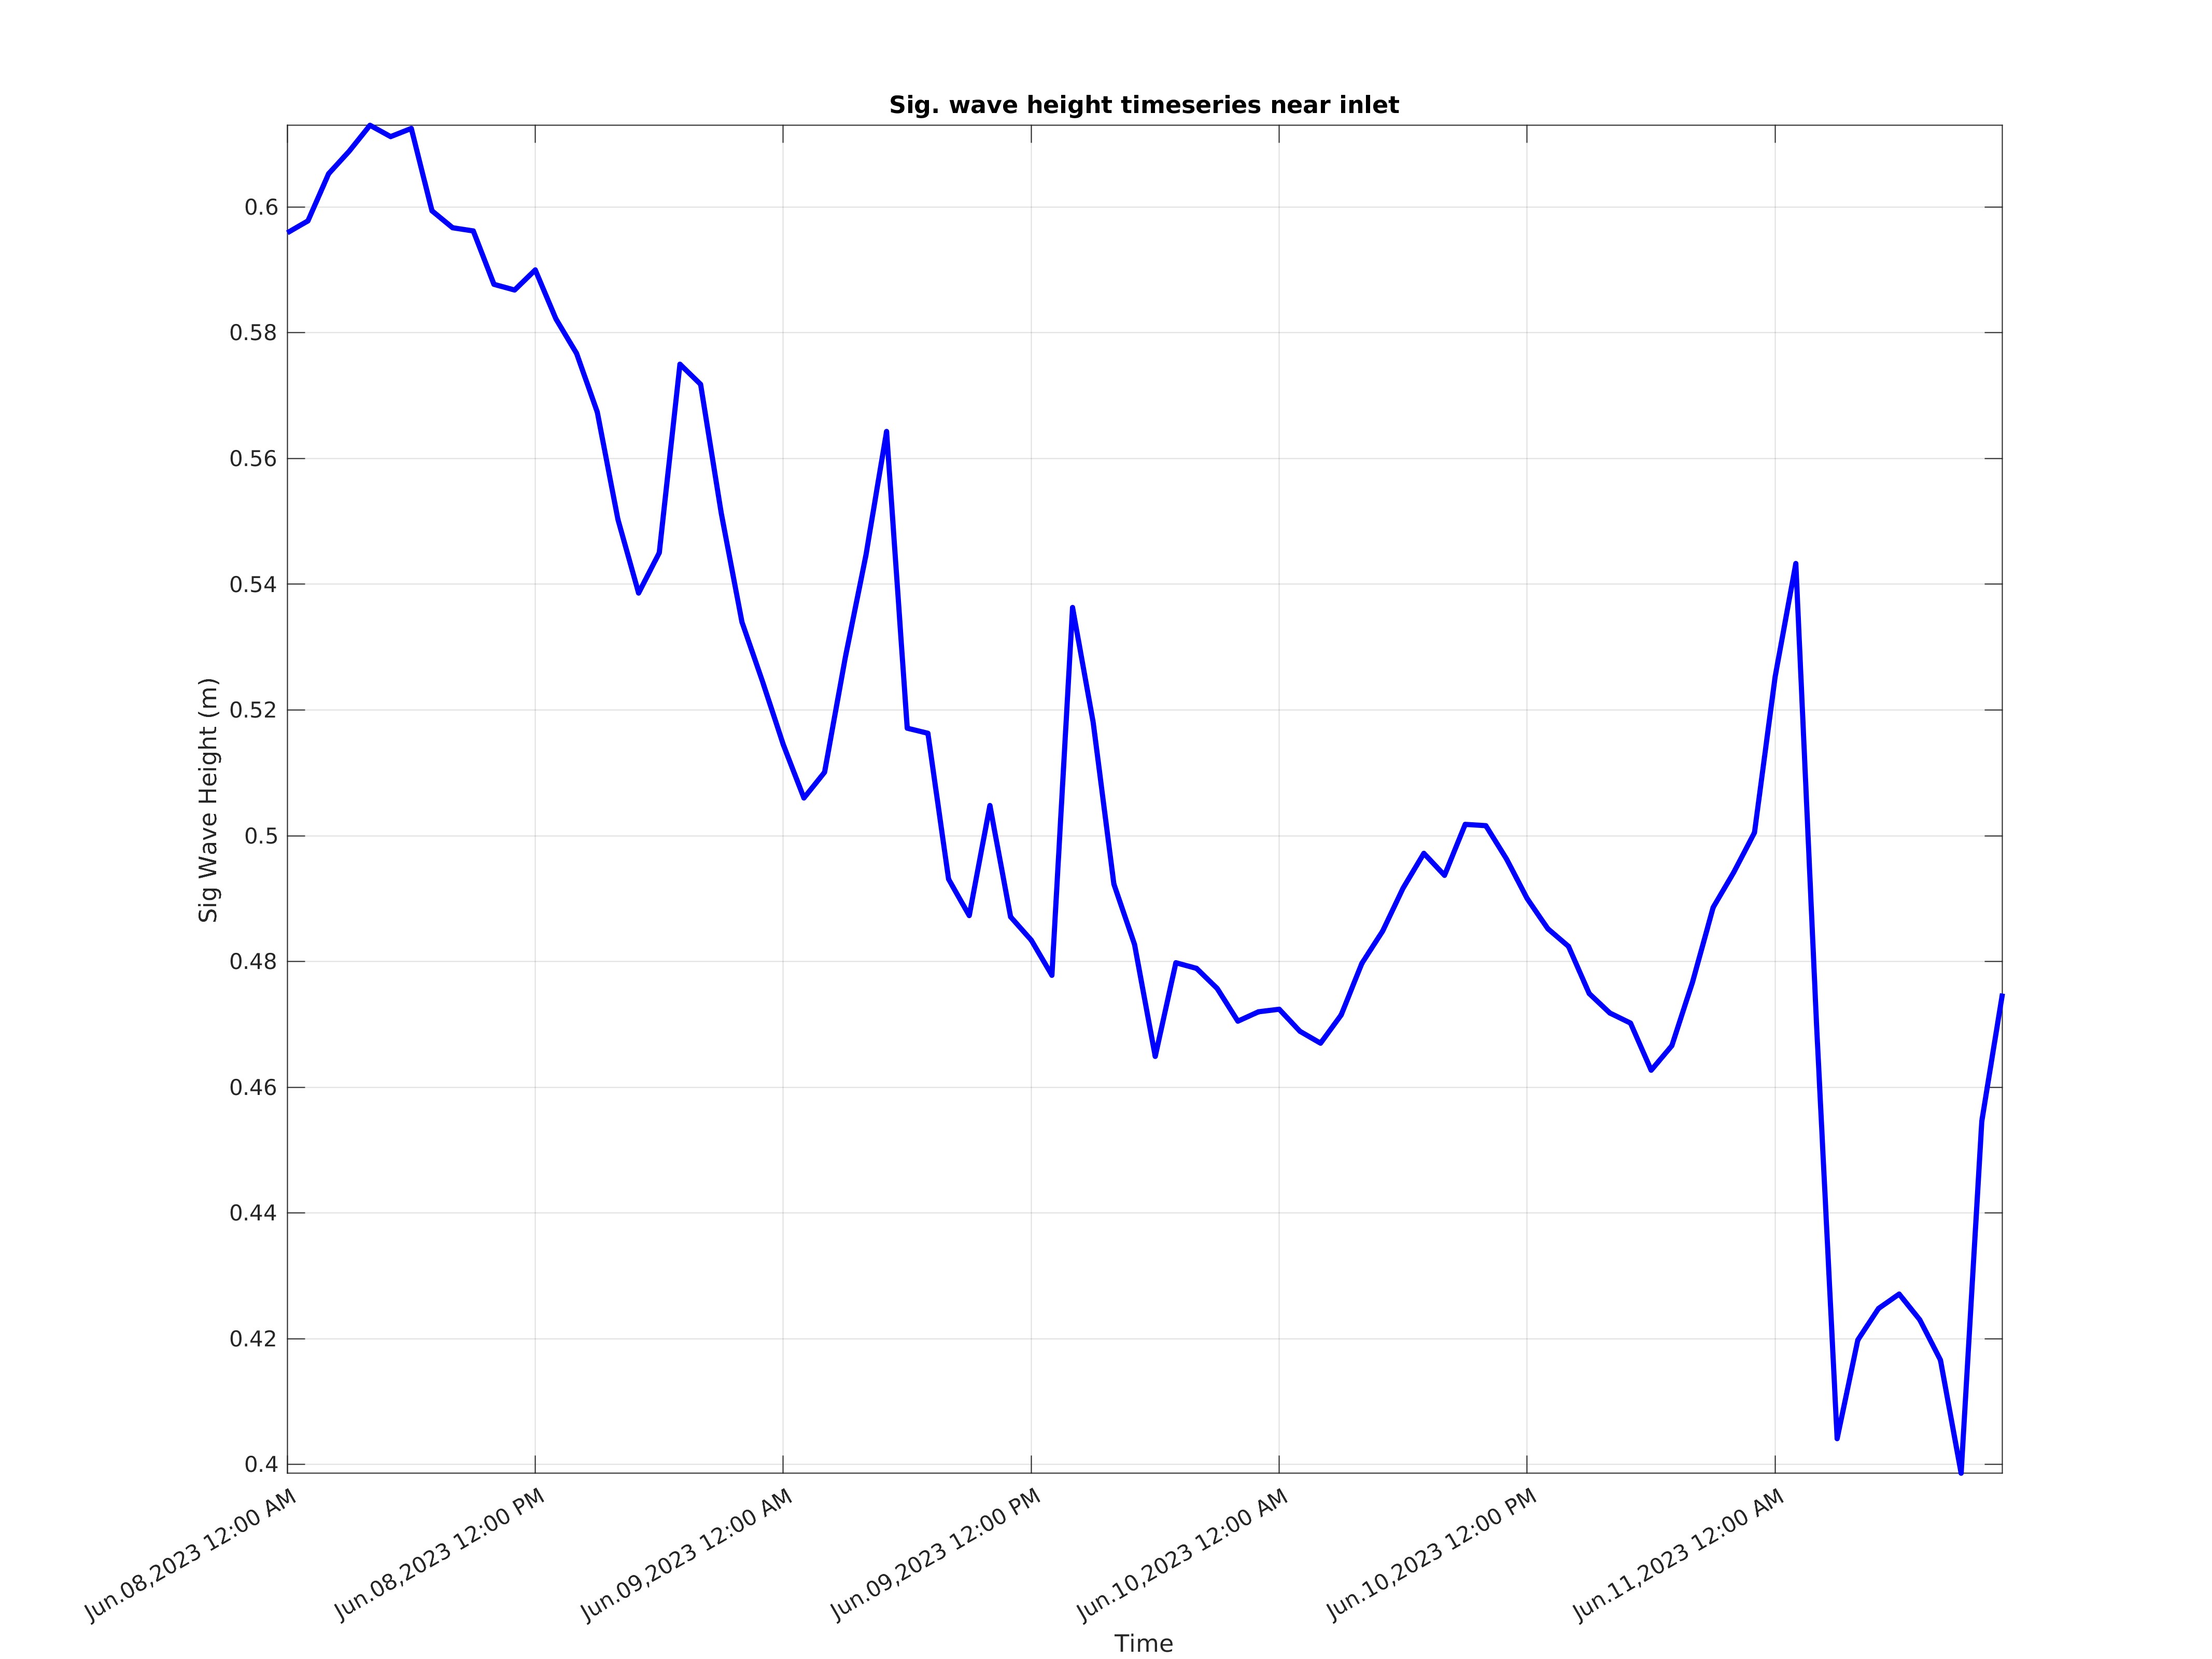 Sig. wave height timeseries near inlet
0.6
0.58
0.56
0.54
0.52
0.5
0.48
0.46
0.44
0.42
0.4
Sig Wave Height (m)
Jun.08,2023 12:00 AM
Jun.08,2023 12:00 PM
Jun.09,2023 12:00 AM
Jun.09,2023 12:00 PM
Jun.10,2023 12:00 AM
Jun.10,2023 12:00 PM
Jun.11,2023 12:00 AM
Time